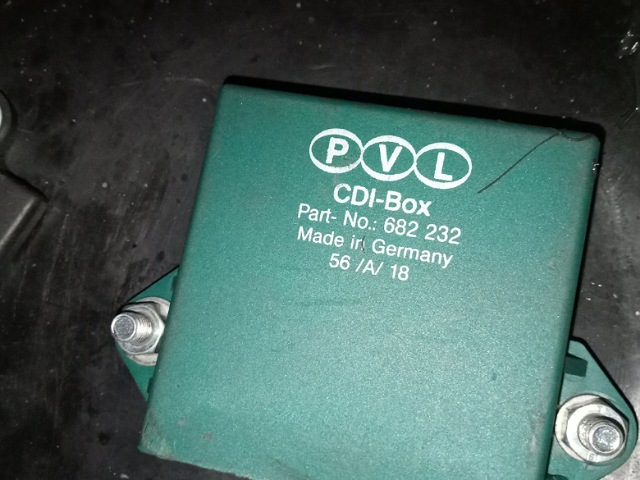 PVL
CDI-Box
Part- No.: 682 232
Made in Germany
56 /A/ 18